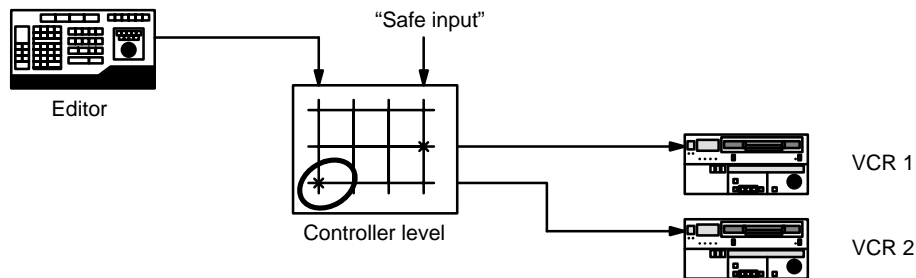 “Safe input”
Editor
Controller level
VCR 1
VCR 2